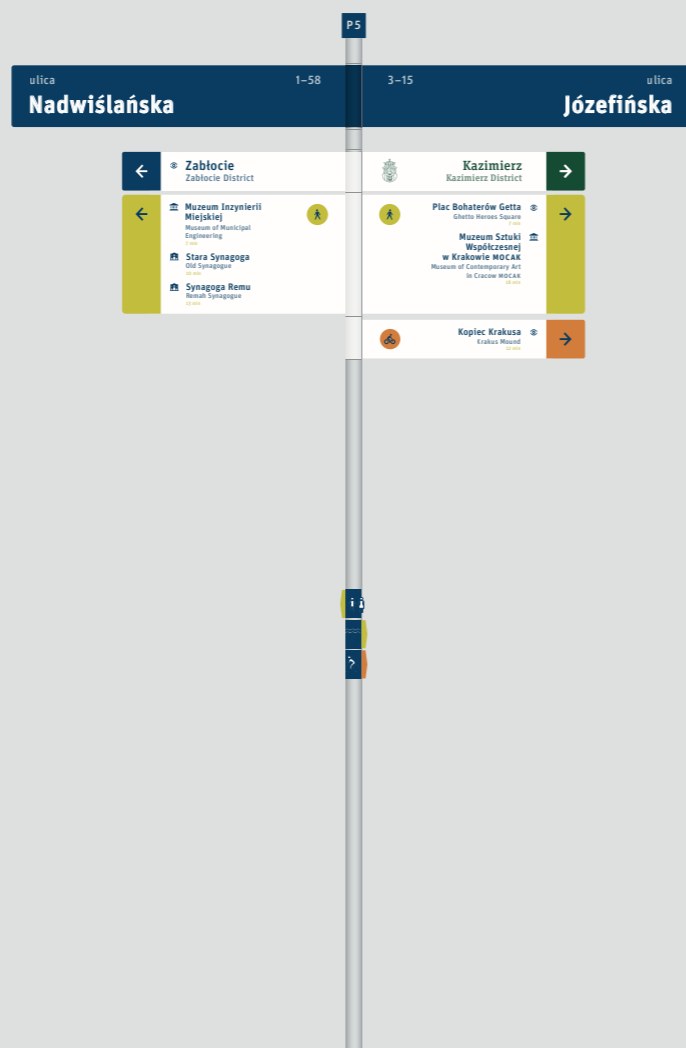 P5
ulica 1–58
Nadwiślańska
3–15 ulica
Józefińska
Zabłocie
Zabłocie District
Muzeum Inzynierii
Miejskiej
Museum of Municipal
Engineering
Stara Synagoga
Old Synagogue
Synagoga Remu
Remah Synagogue
Kazimierz
Kazimierz District
Plac Bohaterów Getta
Ghetto Heroes Square
7 min
Muzeum Sztuki
Współczesnej
w Krakowie MOCAK
Museum of Contemporary Art
in Cracow MOCAK
Kopiec Krakusa
Krakus Mound
i
?